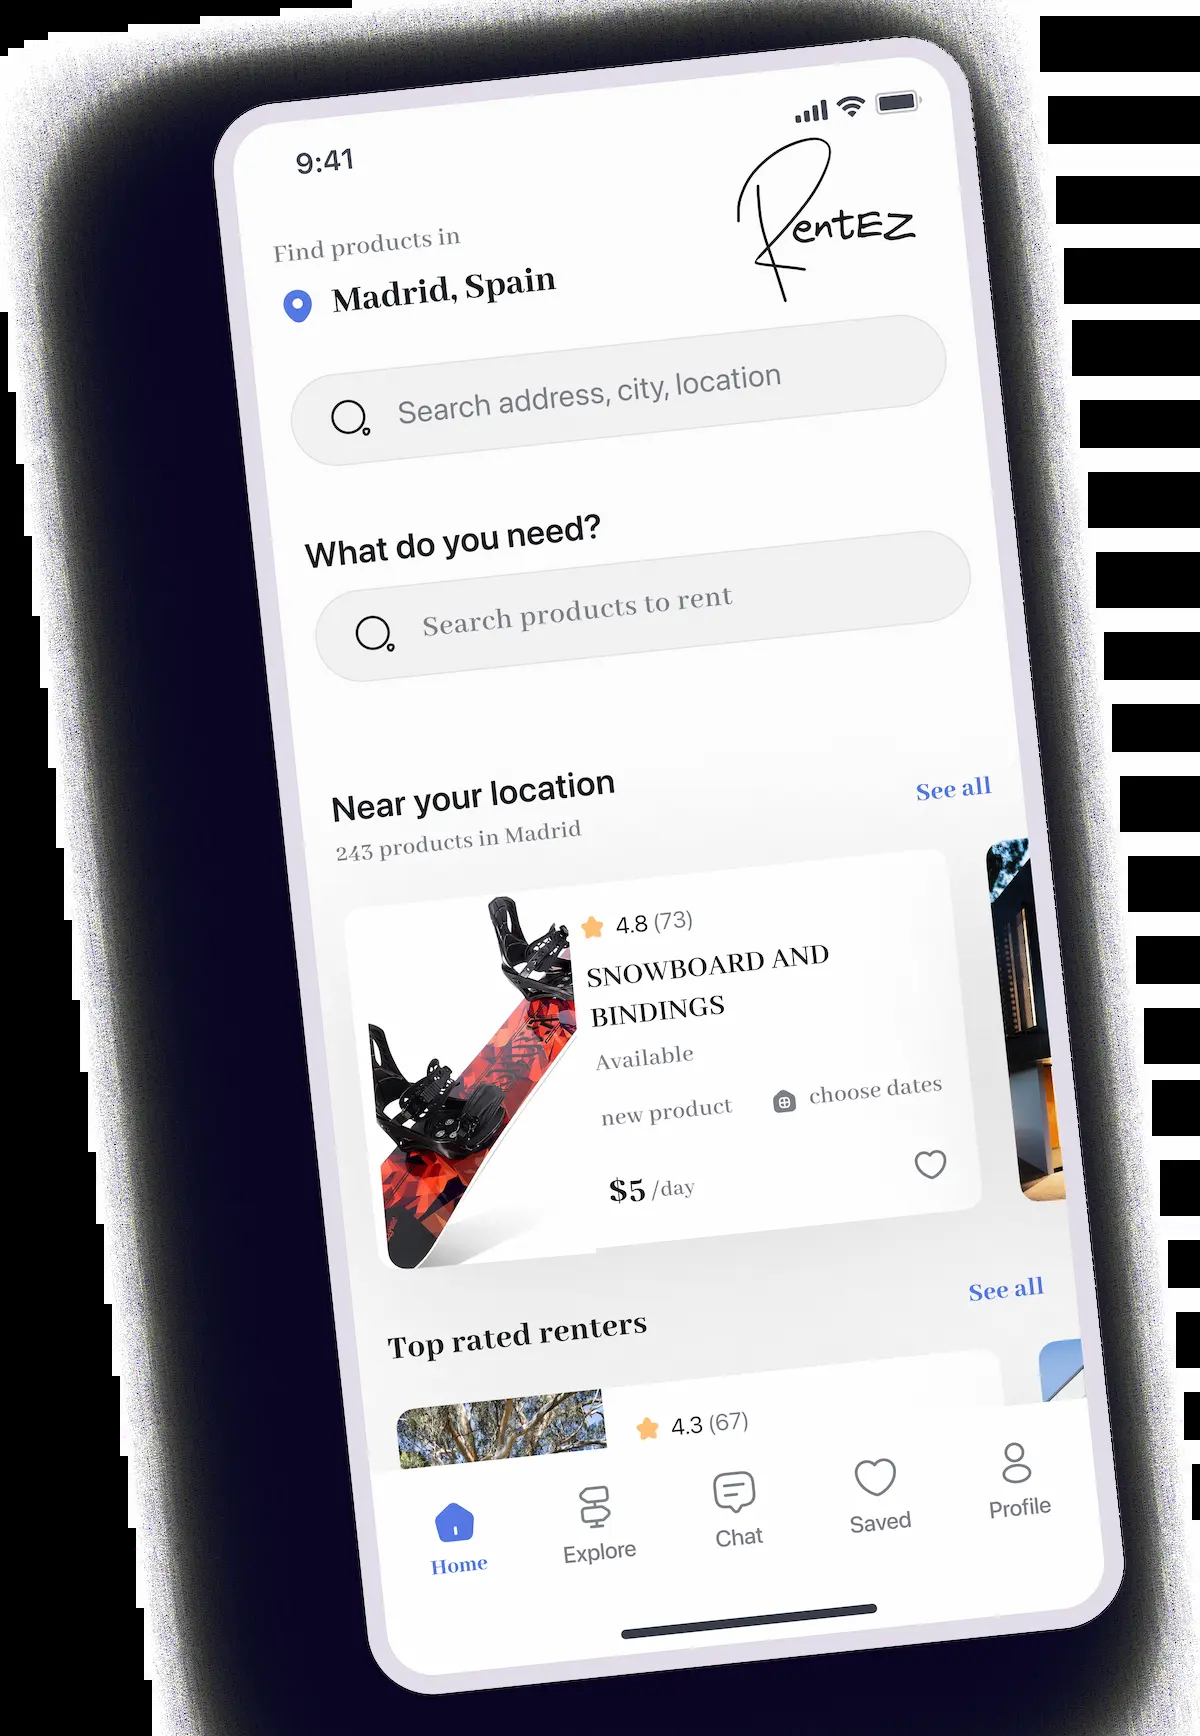 9:41
RentEZ
Find products in
Madrid, Spain
Search address, city, location
What do you need?
Search products to rent
Near your location
See all
243 products in Madrid
4.8 (73)
SNOWBOARD AND
BINDINGS
Available
new product
choose dates
$5 /day
Top rated renters
See all
4.3 (67)
Home
Explore
Chat
Saved
Profile